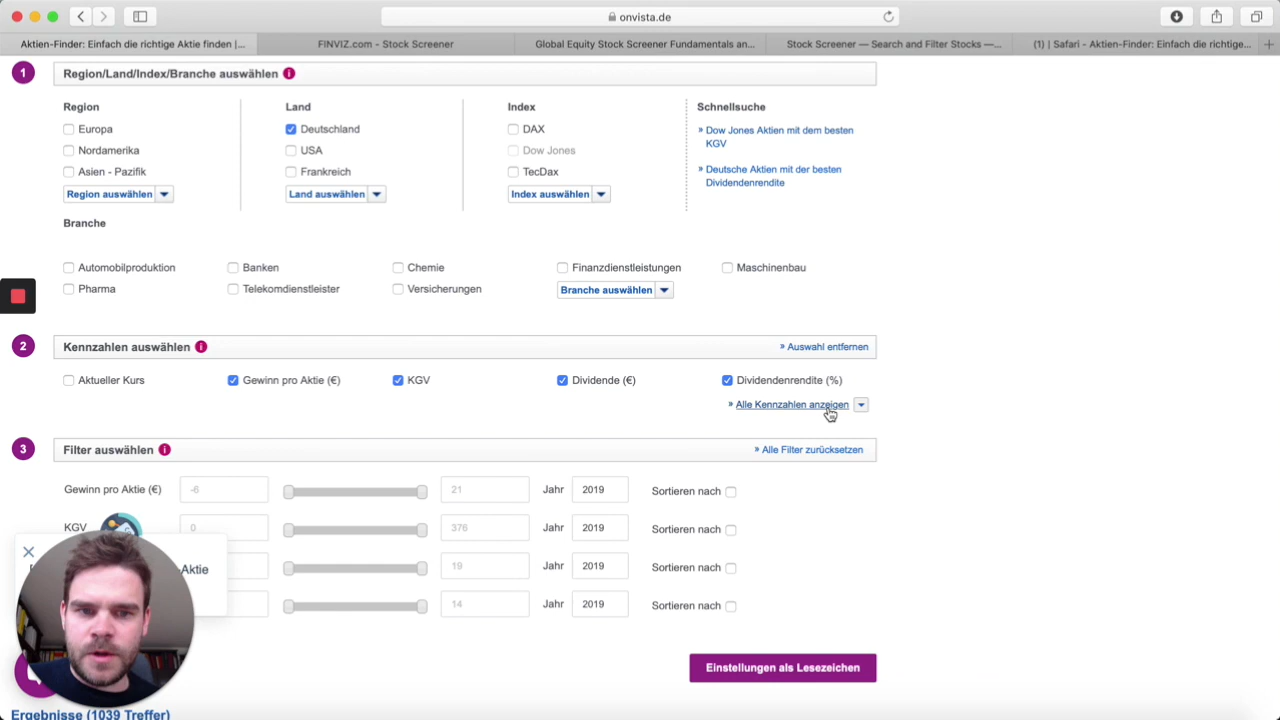 onvista.de
Aktien-Finder: Einfach die richtige Aktie finden |...
FINVIZ.com - Stock Screener
Global Equity Stock Screener Fundamentals an...
Stock Screener — Search and Filter Stocks —...
(1) | Safari - Aktien-Finder: Einfach die richtige...
1
Region/Land/Index/Branche auswählen i
Region
Land
Index
Schnellsuche
Europa
Deutschland
DAX
» Dow Jones Aktien mit dem besten
KGV
Nordamerika
USA
Dow Jones
Asien - Pazifik
Frankreich
TecDax
» Deutsche Aktien mit der besten
Dividendenrendite
Region auswählen
Land auswählen
Index auswählen
Branche
Automobilproduktion
Banken
Chemie
Finanzdienstleistungen
Maschinenbau
Pharma
Telekomdienstleister
Versicherungen
Branche auswählen
2
Kennzahlen auswählen i
» Auswahl entfernen
Aktueller Kurs
Gewinn pro Aktie (€)
KGV
Dividende (€)
Dividendenrendite (%)
» Alle Kennzahlen anzeigen
3
Filter auswählen i
» Alle Filter zurücksetzen
Gewinn pro Aktie (€) -6 21 Jahr 2019 Sortieren nach
KGV 0 376 Jahr 2019 Sortieren nach
19 Jahr 2019 Sortieren nach
Aktie
14 Jahr 2019 Sortieren nach
Einstellungen als Lesezeichen
Ergebnisse (1039 Treffer)